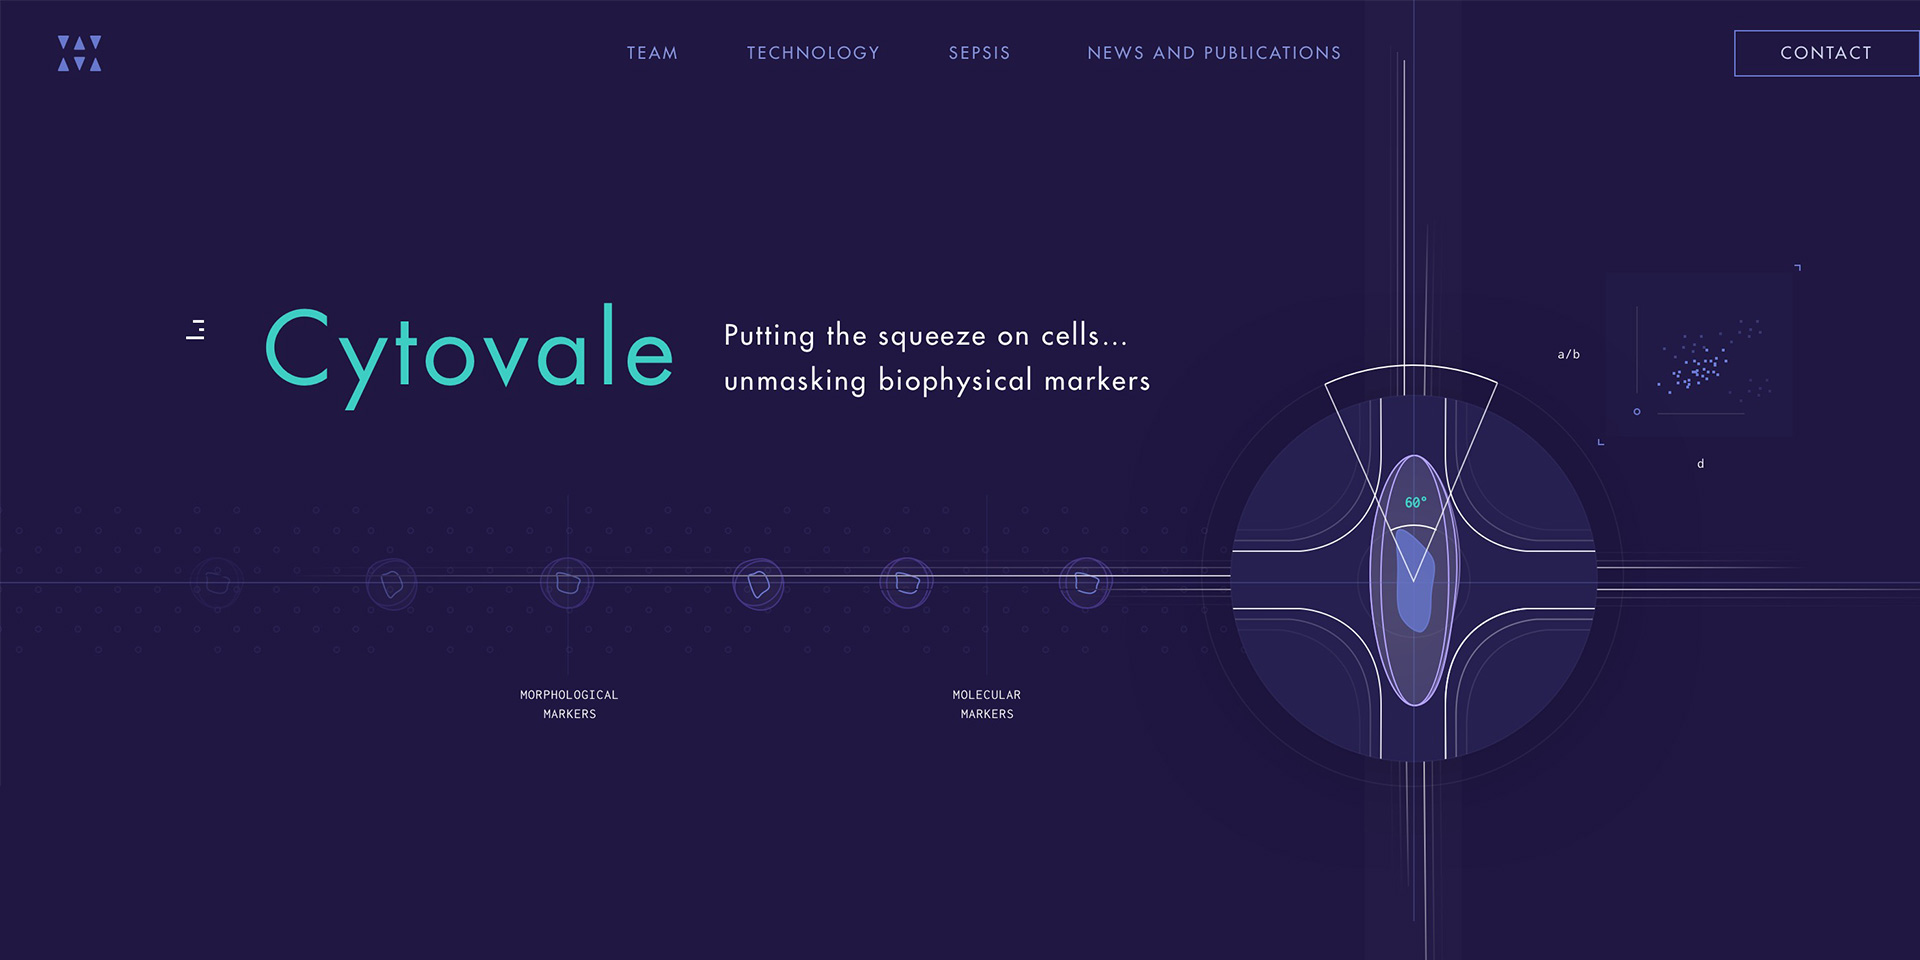 TEAM TECHNOLOGY SEPSIS NEWS AND PUBLICATIONS CONTACT
Cytovale
Putting the squeeze on cells...
unmasking biophysical markers
a/b
d
60°
MORPHOLOGICAL
MARKERS
MOLECULAR
MARKERS